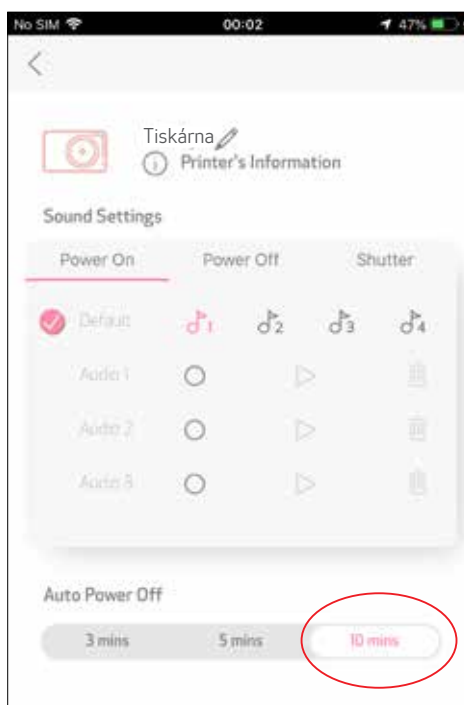 No SIM 00:02 47%
Tiskárna
Printer's Information
Sound Settings
Power On Power Off Shutter
Default 1 2 3 4
Audio 1
Audio 2
Audio 3
Auto Power Off
3 mins 5 mins 10 mins